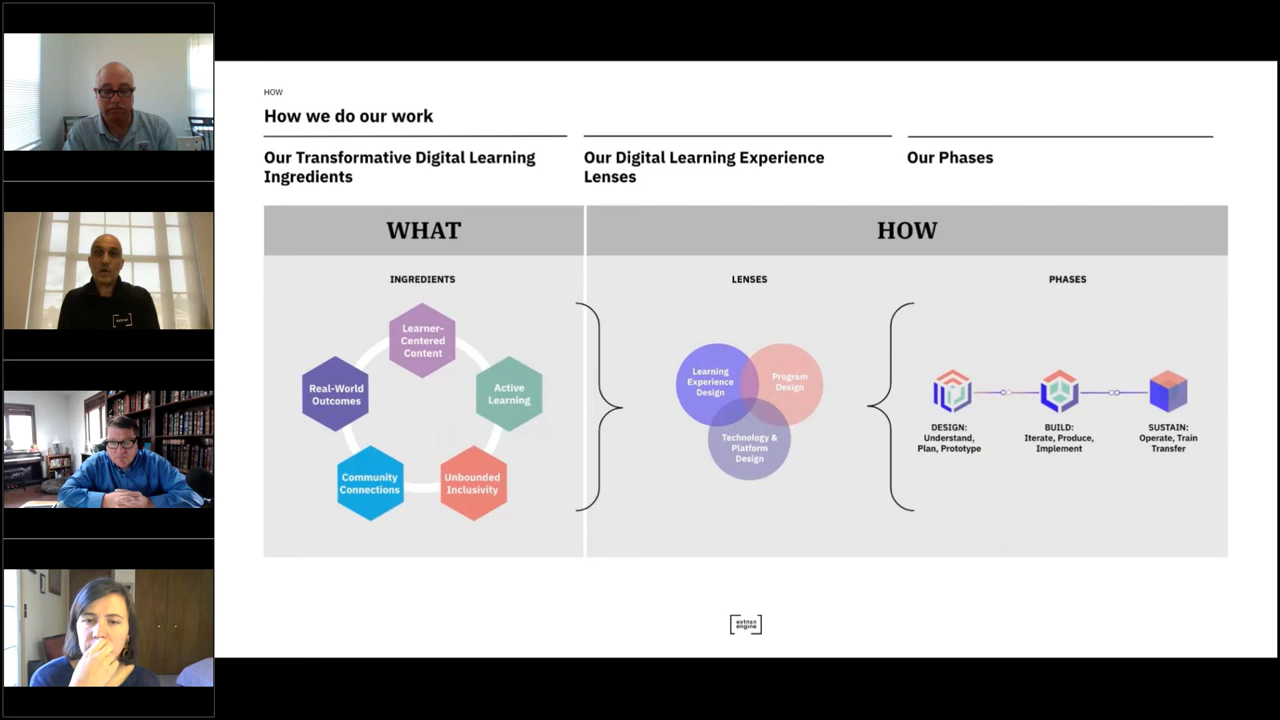 HOW
How we do our work
Our Transformative Digital Learning
Ingredients
Our Digital Learning Experience
Lenses
Our Phases
WHAT
HOW
INGREDIENTS
LENSES
PHASES
Learner-
Centered
Content
Real-World
Outcomes
Active
Learning
Community
Connections
Unbounded
Inclusivity
Learning
Experience
Design
Program
Design
Technology &
Platform
Design
DESIGN:
Understand,
Plan, Prototype
BUILD:
Iterate, Produce,
Implement
SUSTAIN:
Operate, Train
Transfer
extnsn
engine